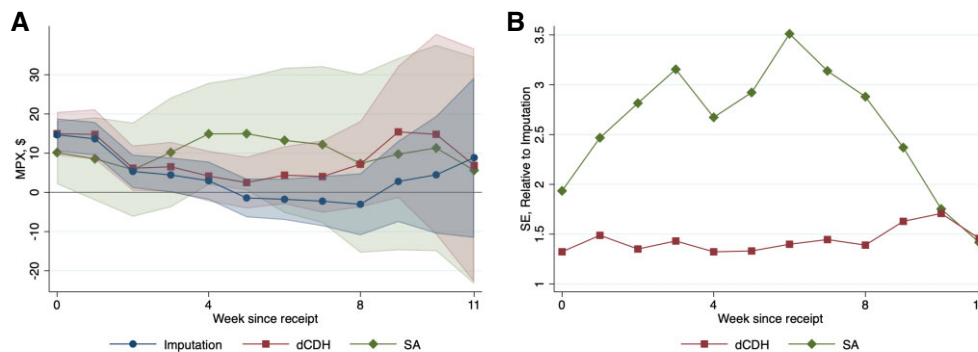 A
MPX, $
30
20
10
0
-10
-20
0 4 8 11
Week since receipt
Imputation dCDH SA
B
SE, Relative to Imputation
3.5
3
2.5
2
1.5
1
0 4 8 1
Week since receipt
dCDH SA